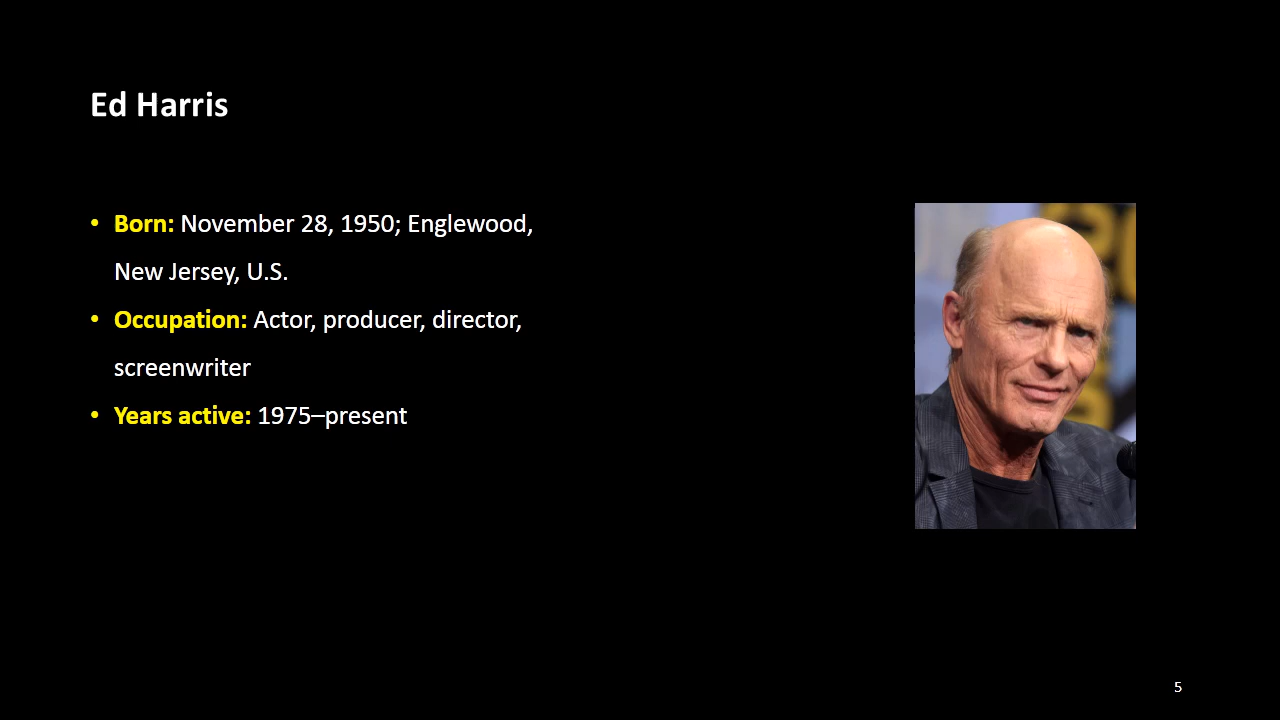 Ed Harris
• Born: November 28, 1950; Englewood,
New Jersey, U.S.
• Occupation: Actor, producer, director,
screenwriter
• Years active: 1975–present
5